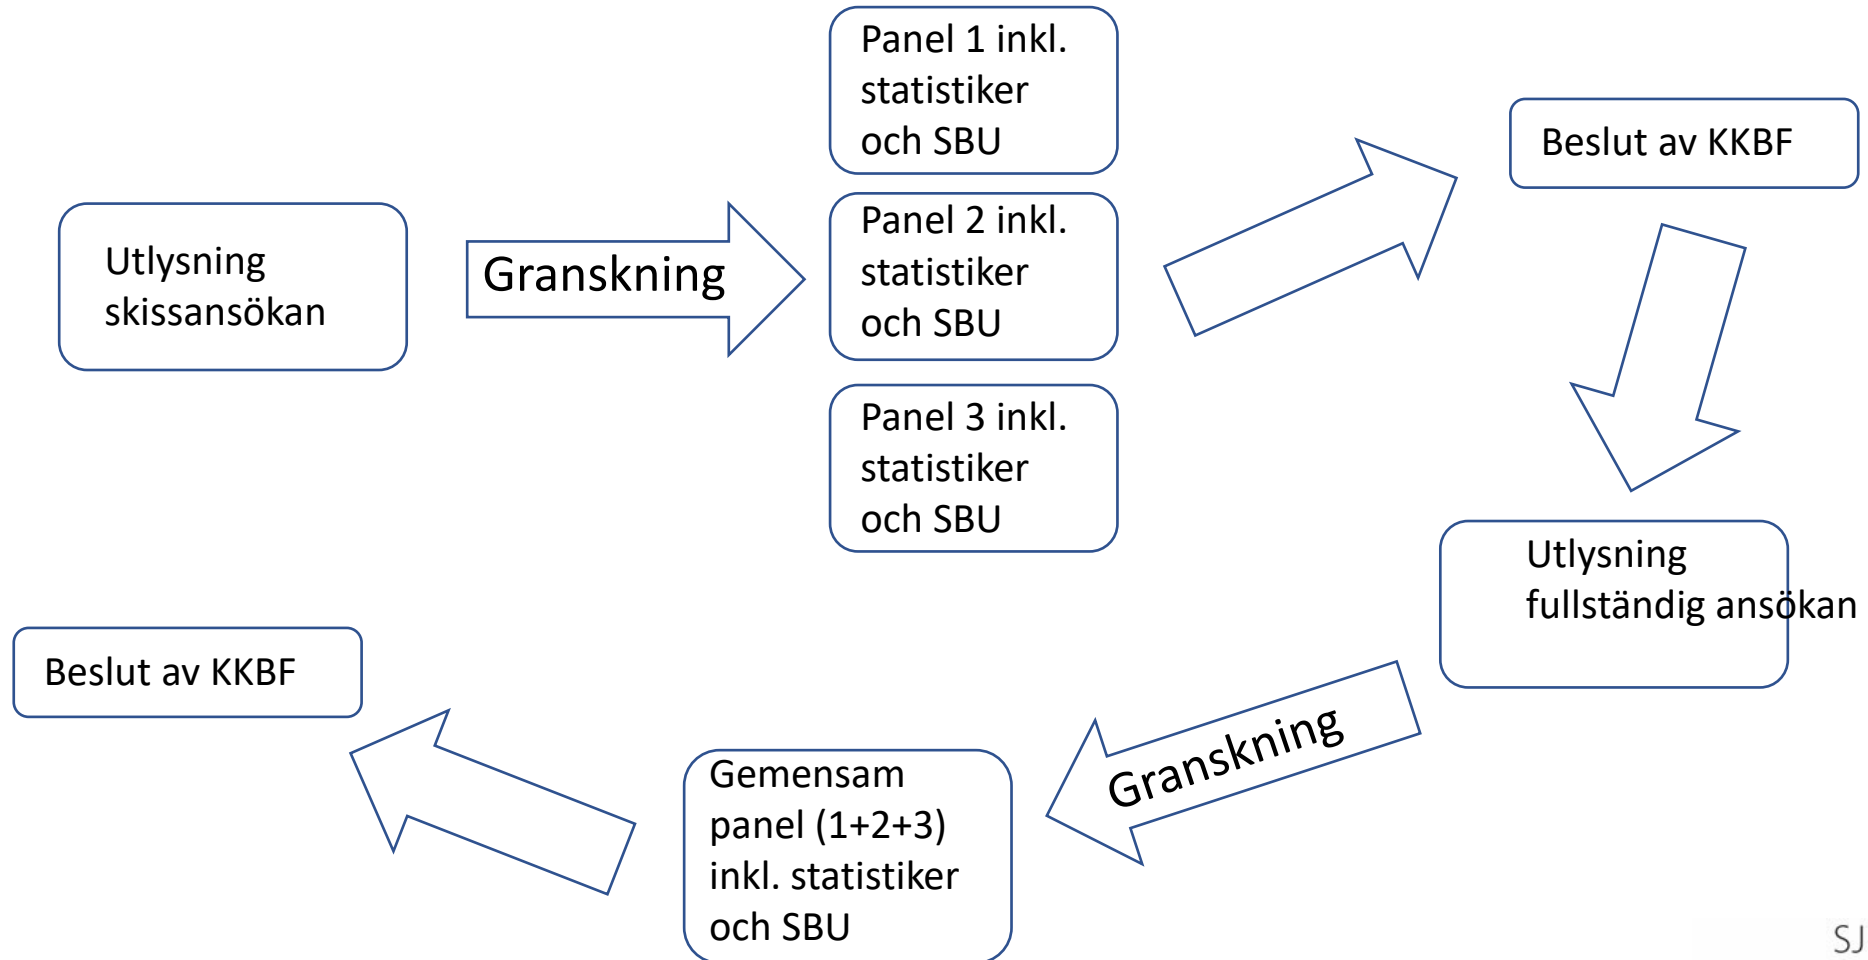 Utlysning
skissansökan
Granskning
Panel 1 inkl.
statistiker
och SBU
Panel 2 inkl.
statistiker
och SBU
Panel 3 inkl.
statistiker
och SBU
Beslut av KKBF
Utlysning
fullständig ansökan
Granskning
Gemensam
panel (1+2+3)
inkl. statistiker
och SBU
Beslut av KKBF
SJ